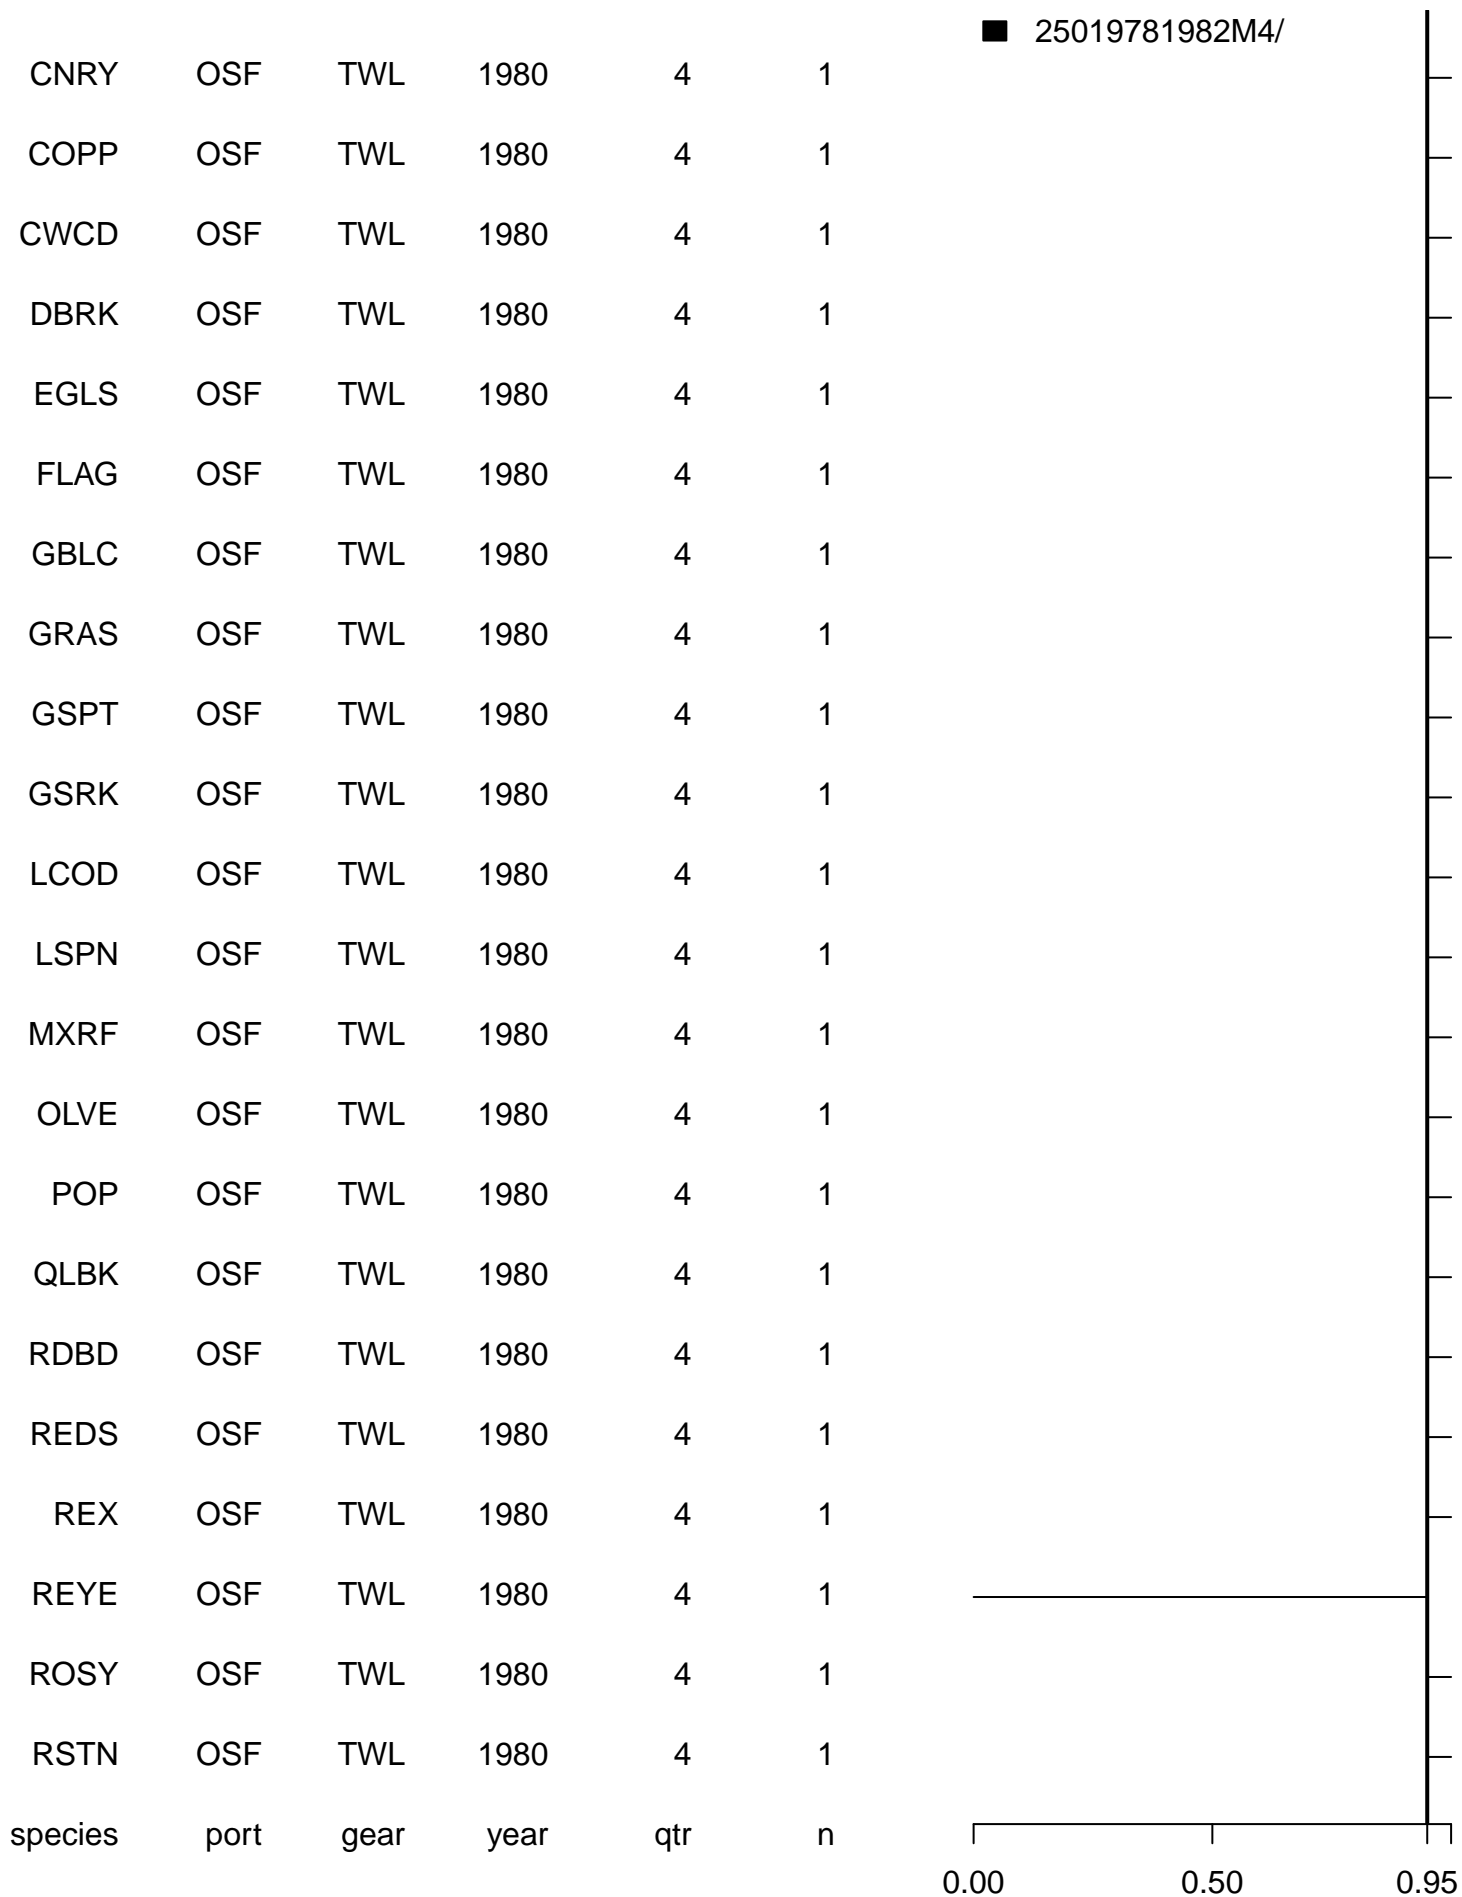 25019781982M4/
CNRY OSF TWL 1980 4 1
COPP OSF TWL 1980 4 1
CWCD OSF TWL 1980 4 1
DBRK OSF TWL 1980 4 1
EGLS OSF TWL 1980 4 1
FLAG OSF TWL 1980 4 1
GBLC OSF TWL 1980 4 1
GRAS OSF TWL 1980 4 1
GSPT OSF TWL 1980 4 1
GSRK OSF TWL 1980 4 1
LCOD OSF TWL 1980 4 1
LSPN OSF TWL 1980 4 1
MXRF OSF TWL 1980 4 1
OLVE OSF TWL 1980 4 1
POP OSF TWL 1980 4 1
QLBK OSF TWL 1980 4 1
RDBD OSF TWL 1980 4 1
REDS OSF TWL 1980 4 1
REX OSF TWL 1980 4 1
REYE OSF TWL 1980 4 1
ROSY OSF TWL 1980 4 1
RSTN OSF TWL 1980 4 1
species port gear year qtr n
0.00 0.50 0.95